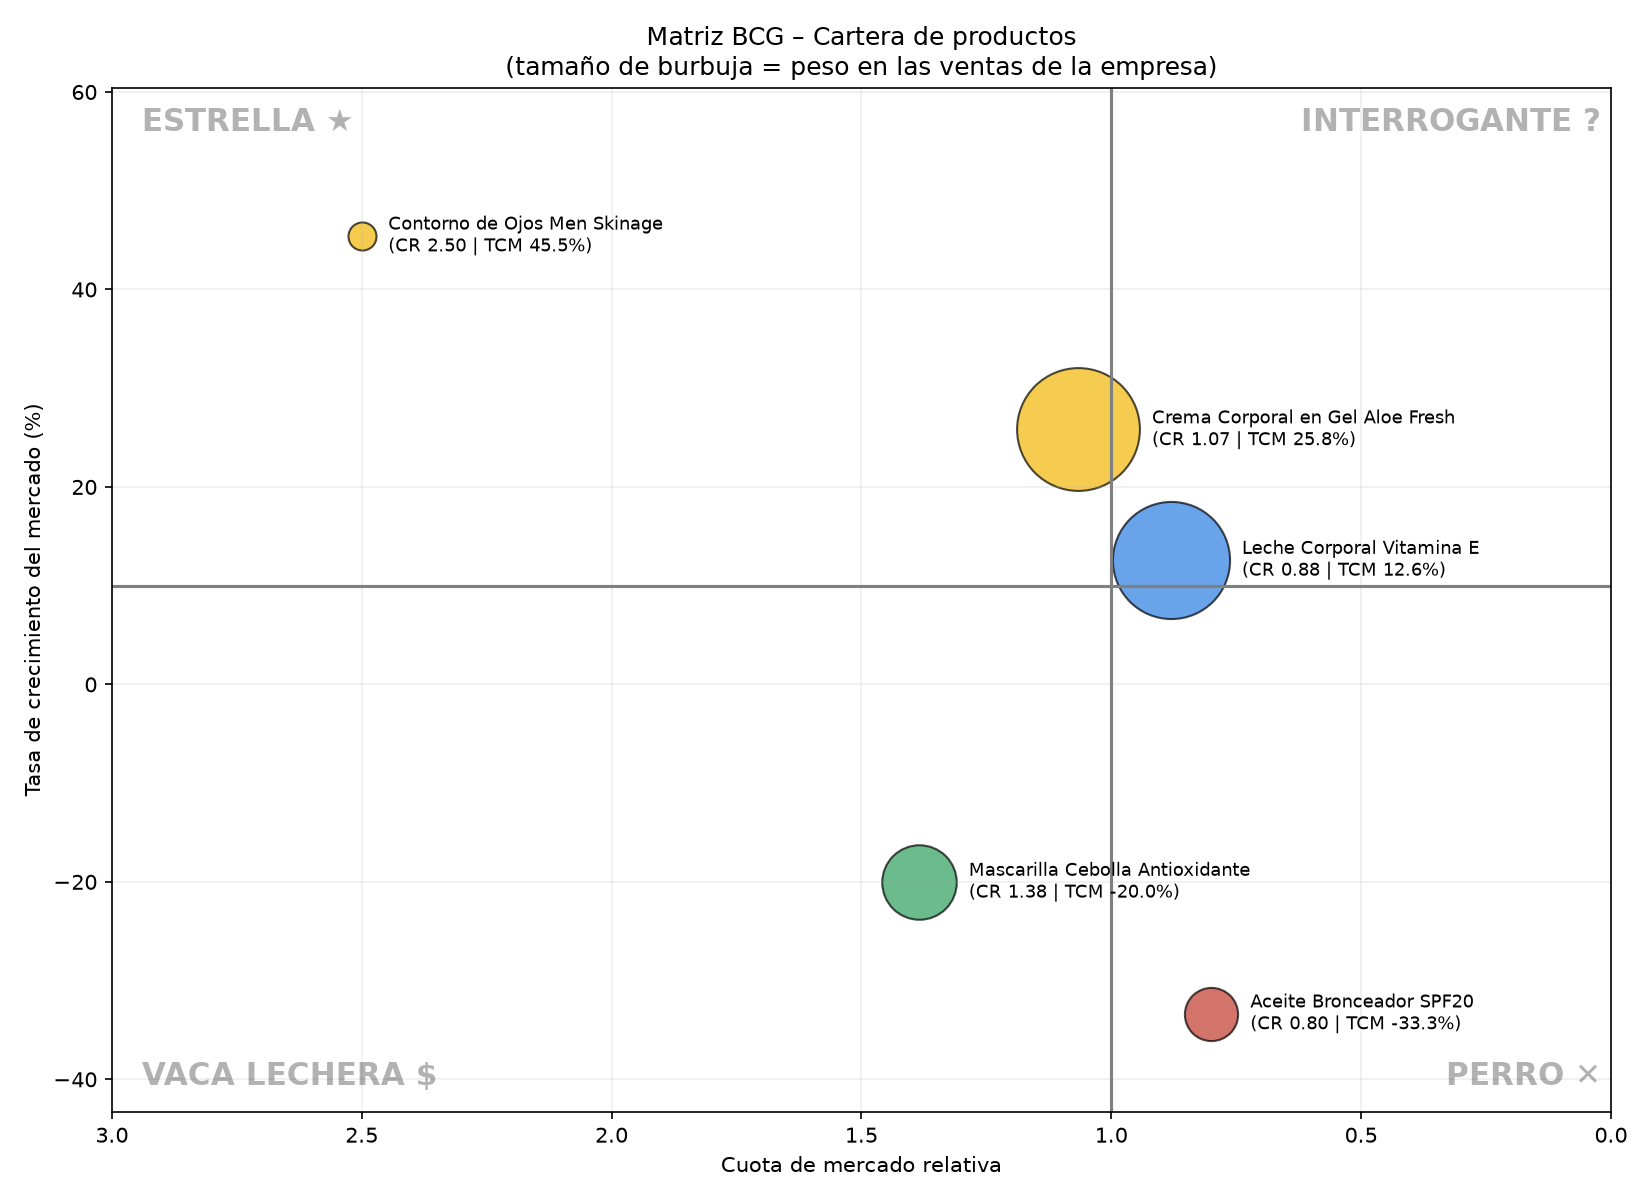 Matriz BCG – Cartera de productos
(tamaño de burbuja = peso en las ventas de la empresa)
60
ESTRELLA ★
INTERROGANTE ?
Contorno de Ojos Men Skinage
(CR 2.50 | TCM 45.5%)
40
Crema Corporal en Gel Aloe Fresh
(CR 1.07 | TCM 25.8%)
20
Leche Corporal Vitamina E
(CR 0.88 | TCM 12.6%)
Tasa de crecimiento del mercado (%)
0
Mascarilla Cebolla Antioxidante
(CR 1.38 | TCM -20.0%)
−20
Aceite Bronceador SPF20
(CR 0.80 | TCM -33.3%)
VACA LECHERA $
PERRO ✕
−40
3.0 2.5 2.0 1.5 1.0 0.5 0.0
Cuota de mercado relativa